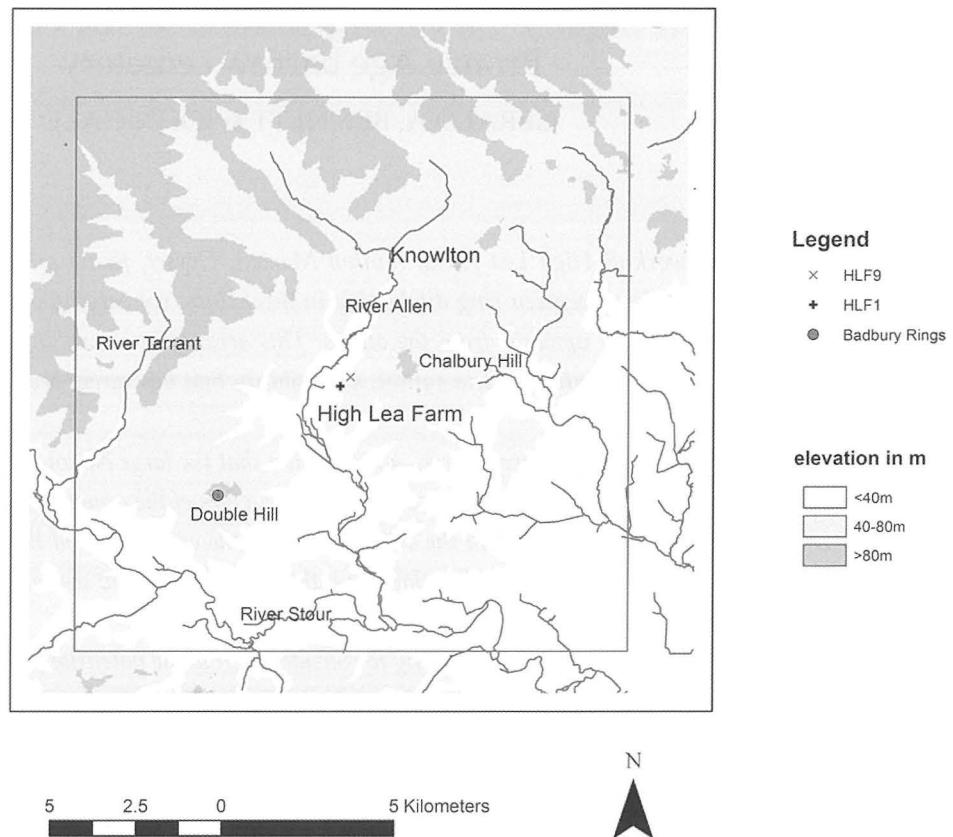 Knowlton
River Allen
River Tarrant
Chalbury Hill
High Lea Farm
Double Hill
River Stour
Legend
HLF9
HLF1
Badbury Rings
elevation in m
<40m
40-80m
>80m
5 2.5 0 5 Kilometers
N